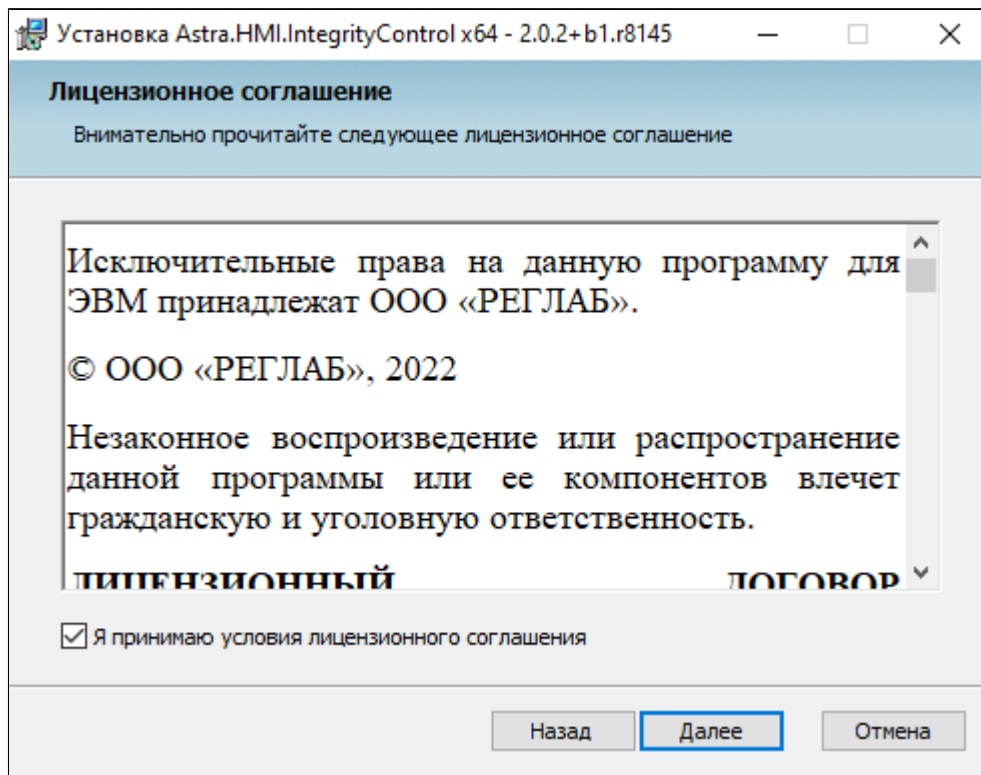 Установка Astra.HMI.IntegrityControl x64 - 2.0.2+b1.r8145
Лицензионное соглашение
Внимательно прочитайте следующее лицензионное соглашение
Исключительные права на данную программу для
ЭВМ принадлежат ООО «РЕГЛАБ».
© ООО «РЕГЛАБ», 2022
Незаконное воспроизведение или распространение
данной программы или ее компонентов влечет
гражданскую и уголовную ответственность.
ЛИЦЕНЗИОННЫЙ ДОГОВОР
Я принимаю условия лицензионного соглашения
Назад Далее Отмена